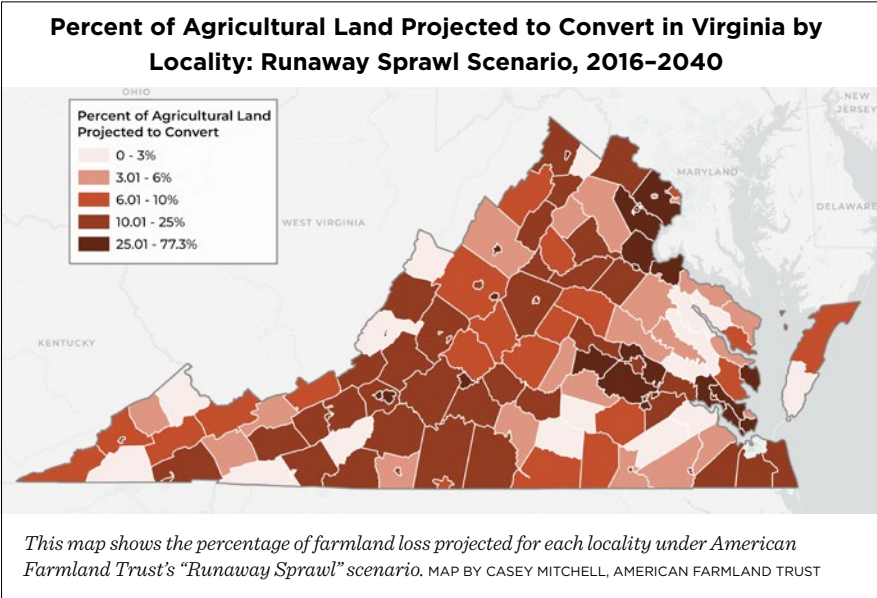 Percent of Agricultural Land Projected to Convert in Virginia by
Locality: Runaway Sprawl Scenario, 2016–2040
OHIO
NEW
JERSEY
Percent of Agricultural Land
Projected to Convert
0 - 3%
3.01 - 6%
6.01 - 10%
10.01 - 25%
25.01 - 77.3%
MARYLAND
DELAWARE
WEST VIRGINIA
KENTUCKY
This map shows the percentage of farmland loss projected for each locality under American
Farmland Trust’s “Runaway Sprawl” scenario. MAP BY CASEY MITCHELL, AMERICAN FARMLAND TRUST